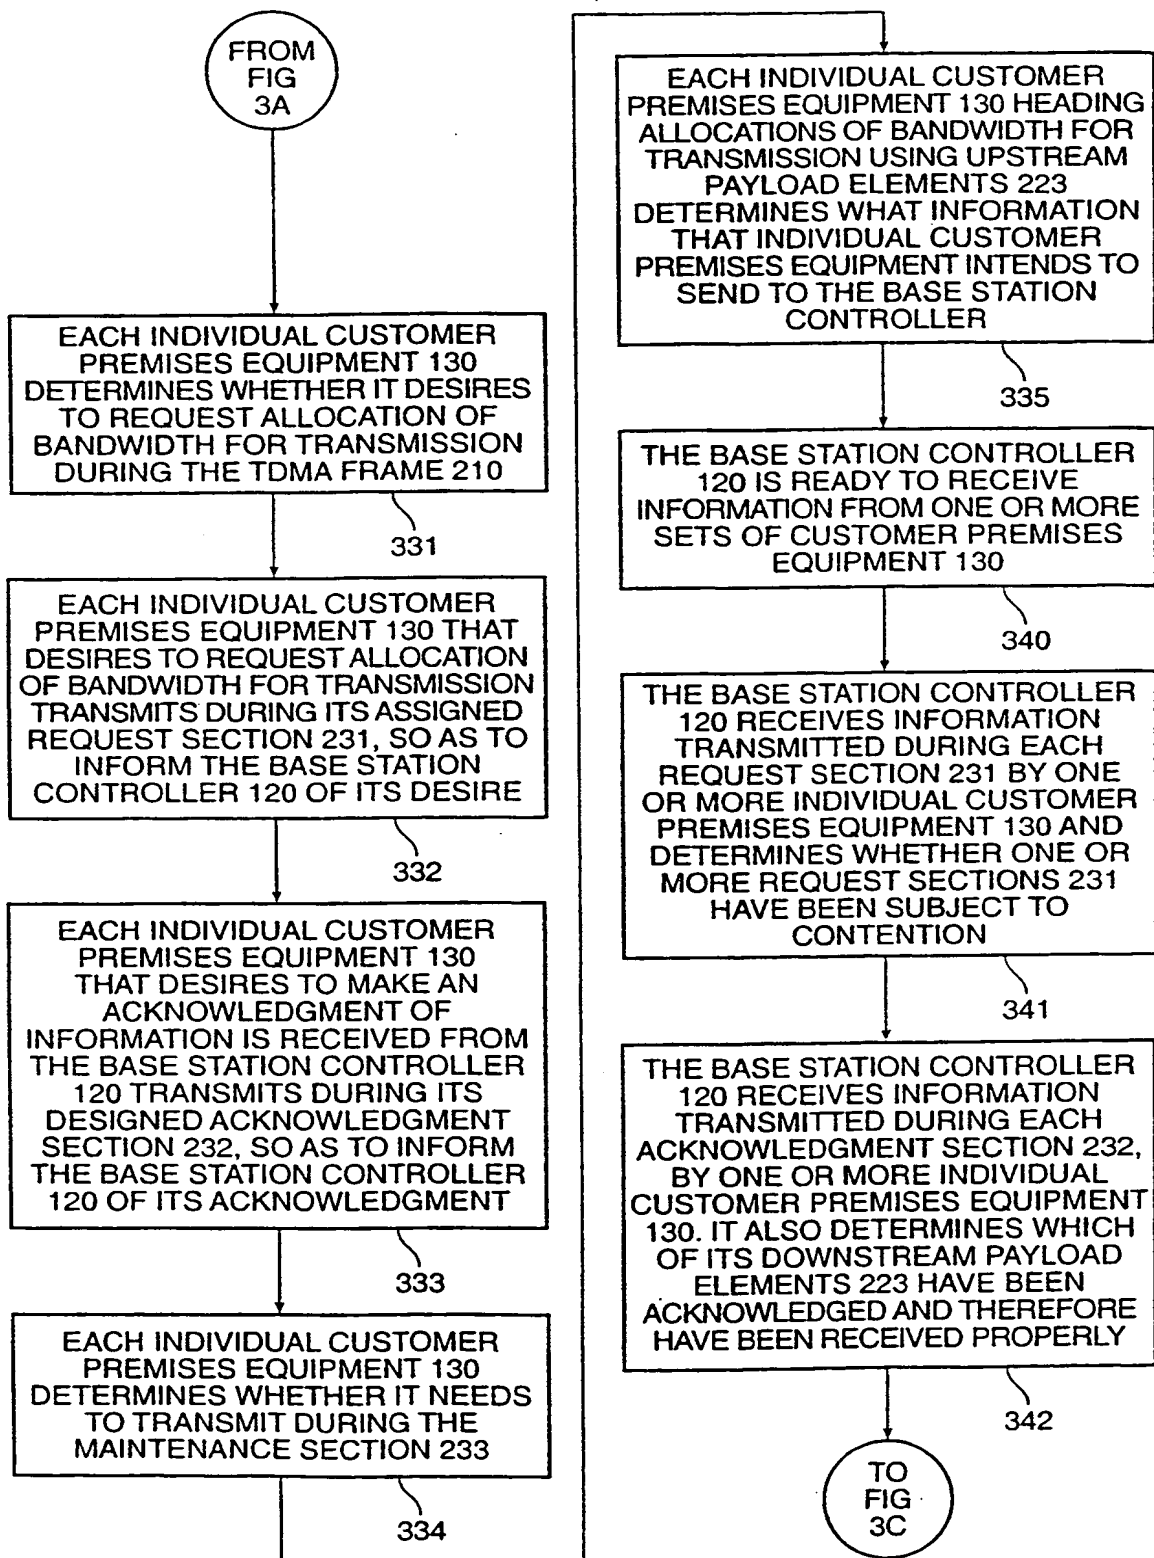 FROM
FIG
3A
EACH INDIVIDUAL CUSTOMER
PREMISES EQUIPMENT 130
DETERMINES WHETHER IT DESIRES
TO REQUEST ALLOCATION OF
BANDWIDTH FOR TRANSMISSION
DURING THE TDMA FRAME 210
331
EACH INDIVIDUAL CUSTOMER
PREMISES EQUIPMENT 130 THAT
DESIRES TO REQUEST ALLOCATION
OF BANDWIDTH FOR TRANSMISSION
TRANSMITS DURING ITS ASSIGNED
REQUEST SECTION 231, SO AS TO
INFORM THE BASE STATION
CONTROLLER 120 OF ITS DESIRE
332
EACH INDIVIDUAL CUSTOMER
PREMISES EQUIPMENT 130
THAT DESIRES TO MAKE AN
ACKNOWLEDGMENT OF
INFORMATION IS RECEIVED FROM
THE BASE STATION CONTROLLER
120 TRANSMITS DURING ITS
DESIGNED ACKNOWLEDGMENT
SECTION 232, SO AS TO INFORM
THE BASE STATION CONTROLLER
120 OF ITS ACKNOWLEDGMENT
333
EACH INDIVIDUAL CUSTOMER
PREMISES EQUIPMENT 130
DETERMINES WHETHER IT NEEDS
TO TRANSMIT DURING THE
MAINTENANCE SECTION 233
334
EACH INDIVIDUAL CUSTOMER
PREMISES EQUIPMENT 130 HEADING
ALLOCATIONS OF BANDWIDTH FOR
TRANSMISSION USING UPSTREAM
PAYLOAD ELEMENTS 223
DETERMINES WHAT INFORMATION
THAT INDIVIDUAL CUSTOMER
PREMISES EQUIPMENT INTENDS TO
SEND TO THE BASE STATION
CONTROLLER
335
THE BASE STATION CONTROLLER
120 IS READY TO RECEIVE
INFORMATION FROM ONE OR MORE
SETS OF CUSTOMER PREMISES
EQUIPMENT 130
340
THE BASE STATION CONTROLLER
120 RECEIVES INFORMATION
TRANSMITTED DURING EACH
REQUEST SECTION 231 BY ONE
OR MORE INDIVIDUAL CUSTOMER
PREMISES EQUIPMENT 130 AND
DETERMINES WHETHER ONE OR
MORE REQUEST SECTIONS 231
HAVE BEEN SUBJECT TO
CONTENTION
341
THE BASE STATION CONTROLLER
120 RECEIVES INFORMATION
TRANSMITTED DURING EACH
ACKNOWLEDGMENT SECTION 232,
BY ONE OR MORE INDIVIDUAL
CUSTOMER PREMISES EQUIPMENT
130. IT ALSO DETERMINES WHICH
OF ITS DOWNSTREAM PAYLOAD
ELEMENTS 223 HAVE BEEN
ACKNOWLEDGED AND THEREFORE
HAVE BEEN RECEIVED PROPERLY
342
TO
FIG
3C